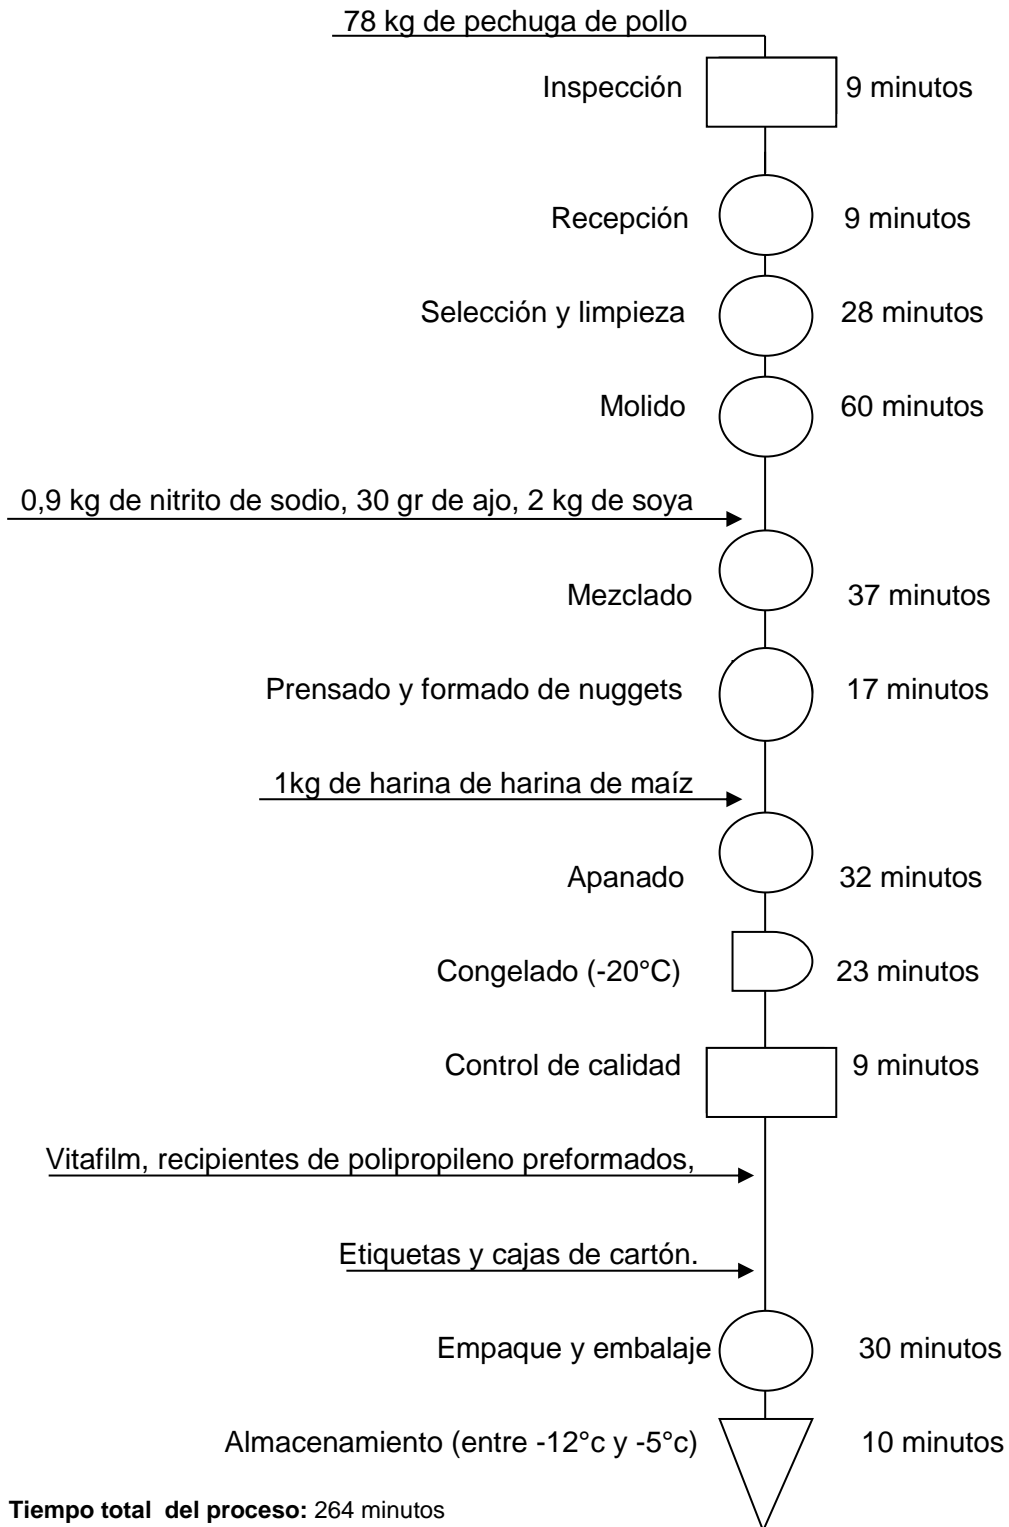 78 kg de pechuga de pollo
Inspección 9 minutos
Recepción 9 minutos
Selección y limpieza 28 minutos
Molido 60 minutos
0,9 kg de nitrito de sodio, 30 gr de ajo, 2 kg de soya
Mezclado 37 minutos
Prensado y formado de nuggets 17 minutos
1kg de harina de harina de maíz
Apanado 32 minutos
Congelado (-20°C) 23 minutos
Control de calidad 9 minutos
Vitafilm, recipientes de polipropileno preformados,
Etiquetas y cajas de cartón.
Empaque y embalaje 30 minutos
Almacenamiento (entre -12°c y -5°c) 10 minutos
Tiempo total del proceso: 264 minutos